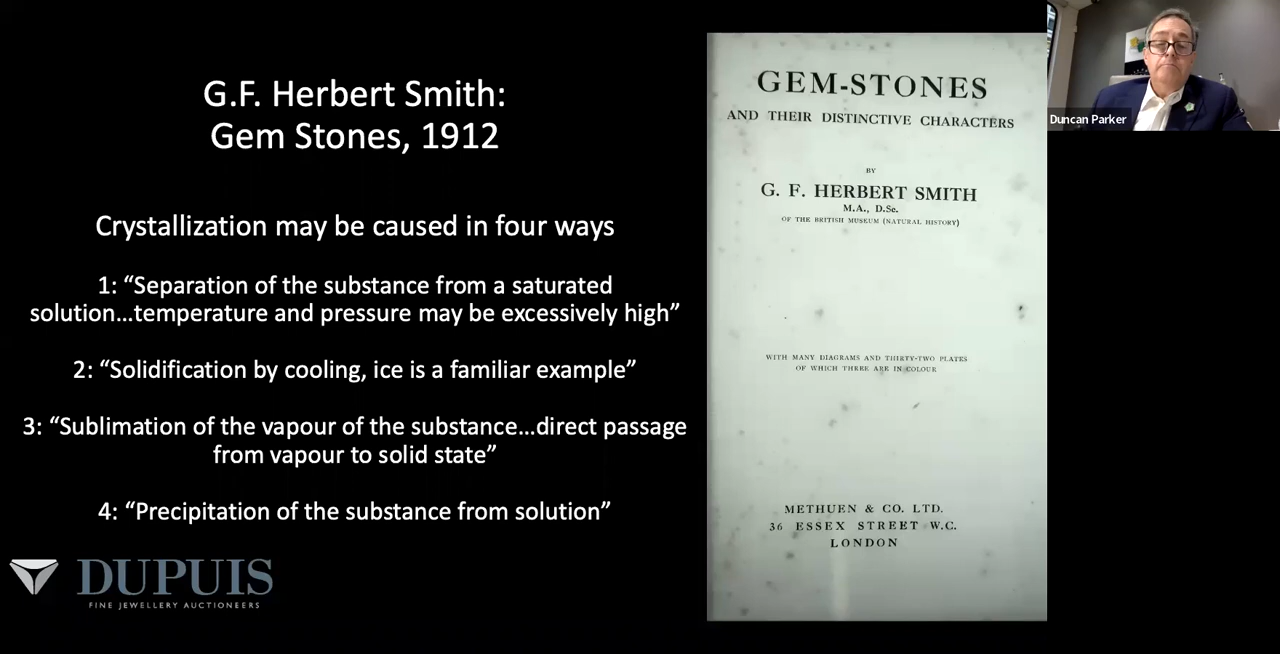 G.F. Herbert Smith:
Gem Stones, 1912
Crystallization may be caused in four ways
1: “Separation of the substance from a saturated
solution...temperature and pressure may be excessively high”
2: “Solidification by cooling, ice is a familiar example”
3: “Sublimation of the vapour of the substance...direct passage
from vapour to solid state”
4: “Precipitation of the substance from solution”
DUPUIS
FINE JEWELLERY AUCTIONEERS
GEM-STONES
AND THEIR DISTINCTIVE CHARACTERS
BY
G. F. HERBERT SMITH
M.A., D.Sc.
OF THE BRITISH MUSEUM (NATURAL HISTORY)
WITH MANY DIAGRAMS AND THIRTY-TWO PLATES
OF WHICH THREE ARE IN COLOUR
METHUEN & CO. LTD.
36 ESSEX STREET W.C.
LONDON
Duncan Parker